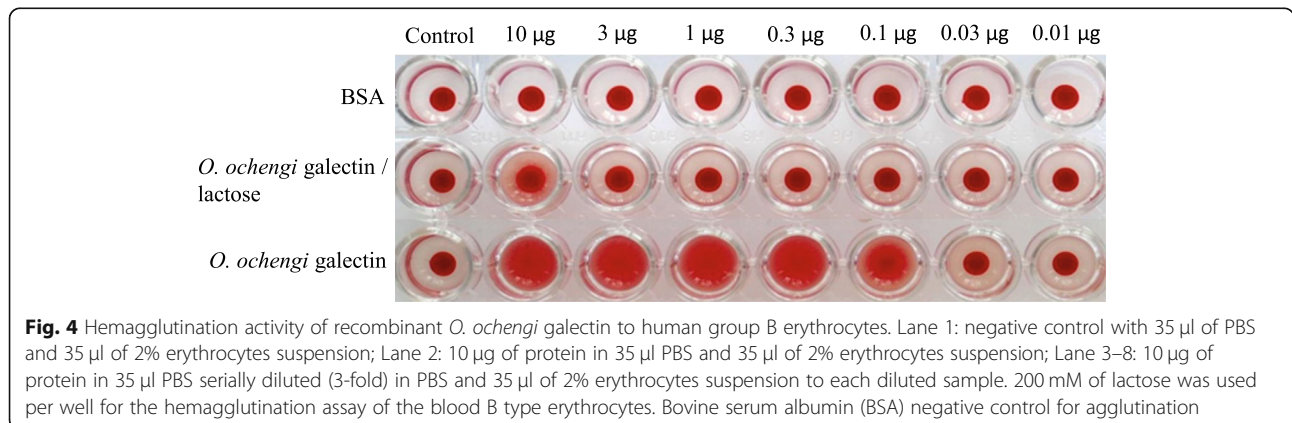 Control 10 µg 3 µg 1 µg 0.3 µg 0.1 µg 0.03 µg 0.01 µg
BSA
O. ochengi galectin /
lactose
O. ochengi galectin
Fig. 4 Hemagglutination activity of recombinant O. ochengi galectin to human group B erythrocytes. Lane 1: negative control with 35 µl of PBS
and 35 µl of 2% erythrocytes suspension; Lane 2: 10 µg of protein in 35 µl PBS and 35 µl of 2% erythrocytes suspension; Lane 3–8: 10 µg of
protein in 35 µl PBS serially diluted (3-fold) in PBS and 35 µl of 2% erythrocytes suspension to each diluted sample. 200 mM of lactose was used
per well for the hemagglutination assay of the blood B type erythrocytes. Bovine serum albumin (BSA) negative control for agglutination